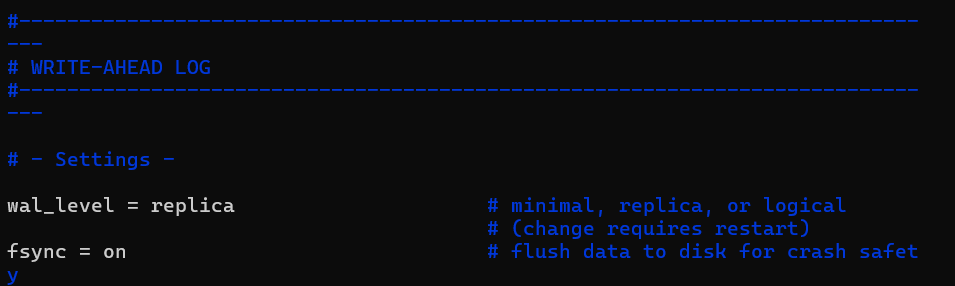 #---------------------------------------------------------------------------
---
# WRITE-AHEAD LOG
#---------------------------------------------------------------------------
---
# - Settings -
wal_level = replica                     # minimal, replica, or logical
                                        # (change requires restart)
fsync = on                              # flush data to disk for crash safet
y